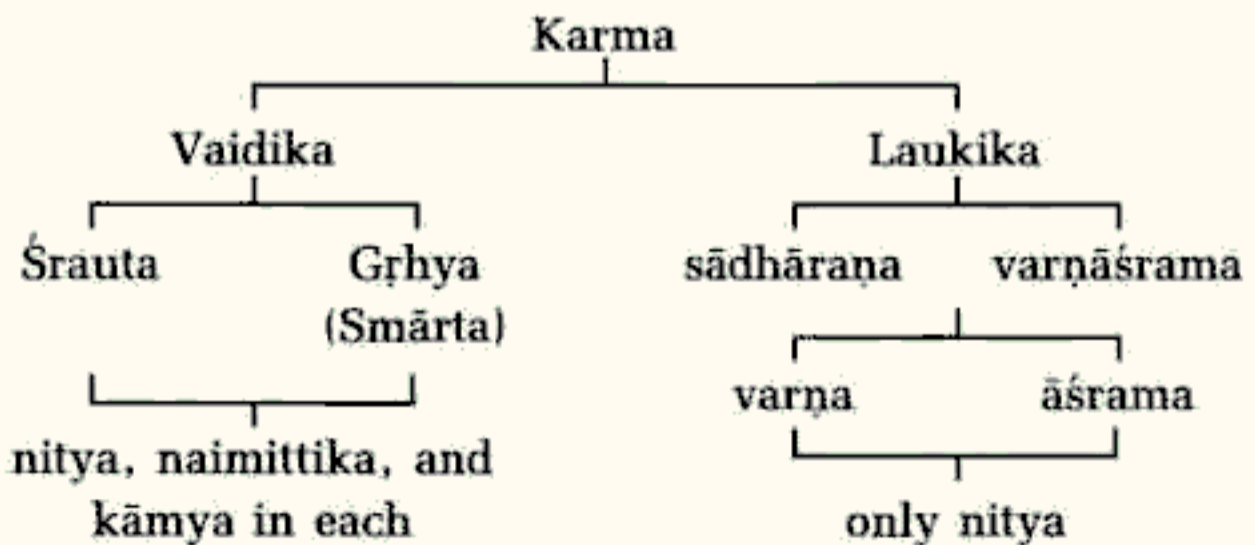 Karma
Vaidika Laukika
Śrauta Gṛhya sādhāraṇa varṇāśrama
(Smārta)
varṇa āśrama
nitya, naimittika, and
kāmya in each only nitya